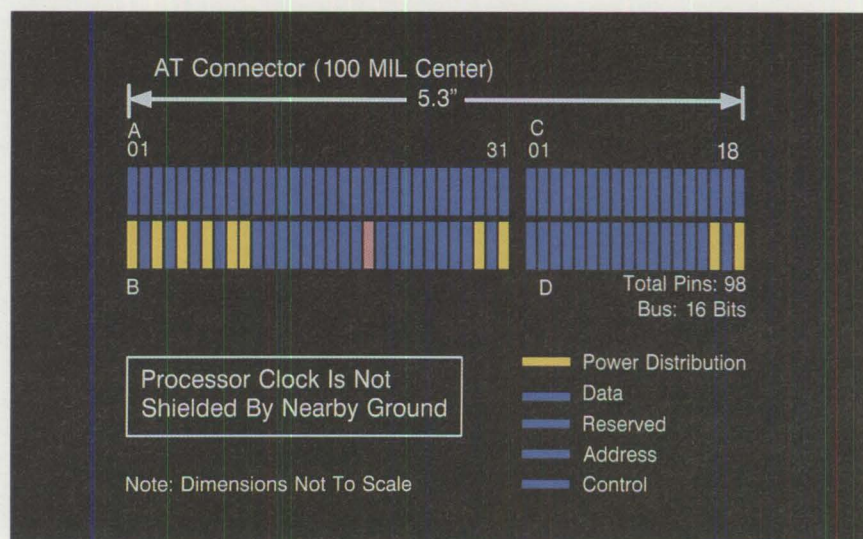 AT Connector (100 MIL Center)
5.3"
A
01
31
C
01
18
B
D
Total Pins: 98
Bus: 16 Bits
Processor Clock Is Not
Shielded By Nearby Ground
Power Distribution
Data
Reserved
Address
Control
Note: Dimensions Not To Scale